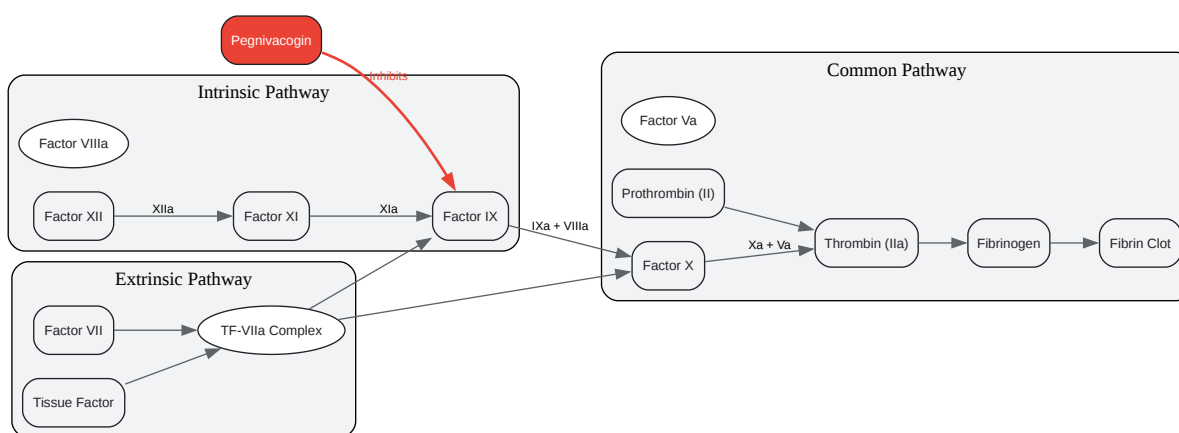 Pegnivacogin
Inhibits
Intrinsic Pathway
Factor VIIIa
Factor XII
XIIa
Factor XI
XIa
Factor IX
IXa + VIIIa
Extrinsic Pathway
Factor VII
TF-VIIa Complex
Tissue Factor
Common Pathway
Factor Va
Prothrombin (II)
Factor X
Xa + Va
Thrombin (IIa)
Fibrinogen
Fibrin Clot